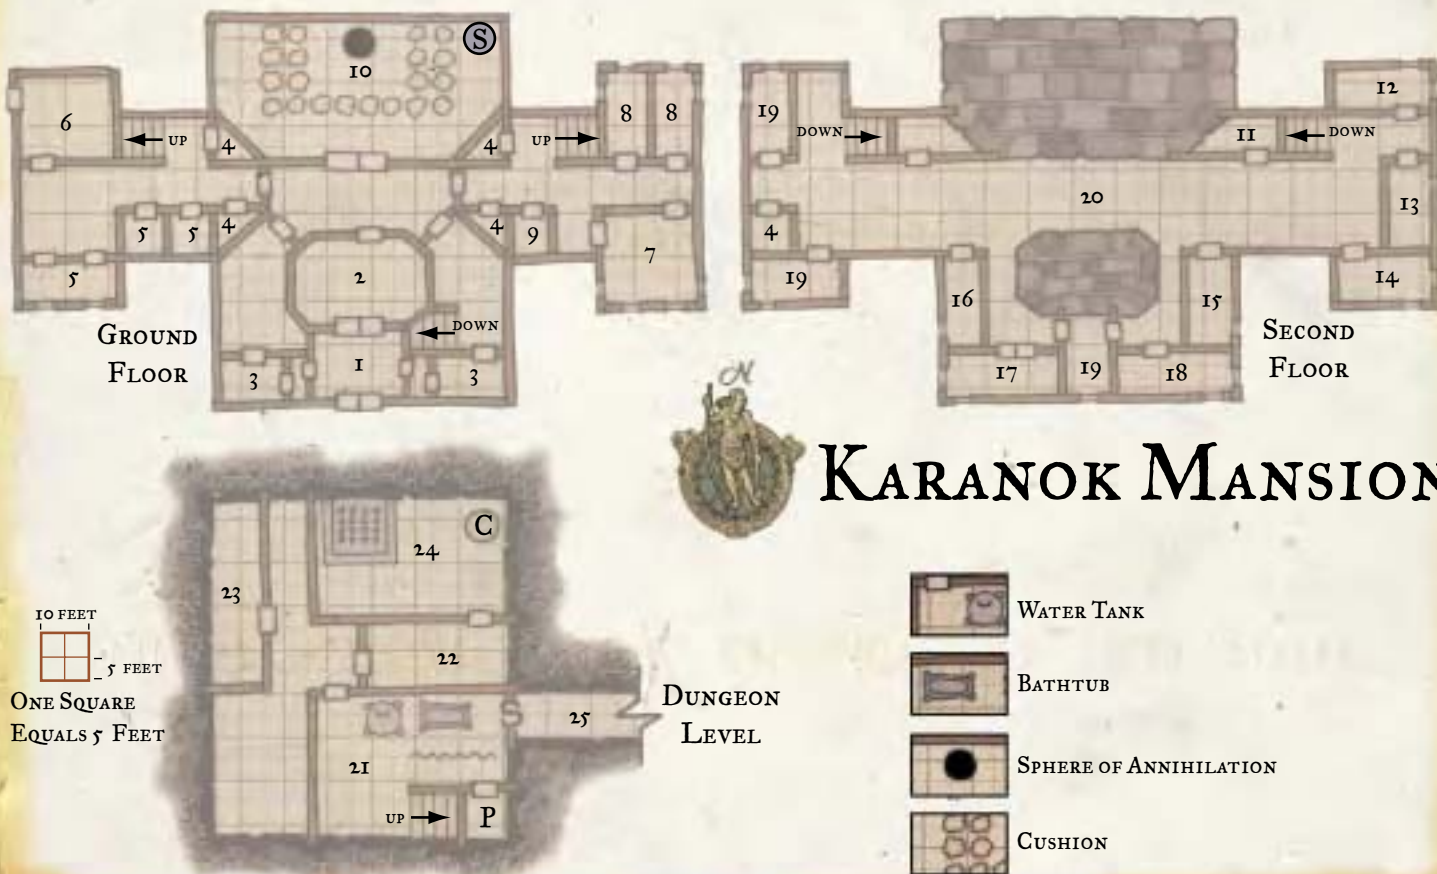 10
S
6
UP
4
4
UP
8
8
5
5
4
4
9
7
5
2
DOWN
3
1
3
GROUND
FLOOR
12
19
DOWN
11
DOWN
20
13
4
19
14
16
15
17
19
18
SECOND
FLOOR
N
KARANOK MANSION
C
24
23
22
S
25
21
UP
P
DUNGEON
LEVEL
10 FEET
5 FEET
ONE SQUARE
EQUALS 5 FEET
WATER TANK
BATHTUB
SPHERE OF ANNIHILATION
CUSHION